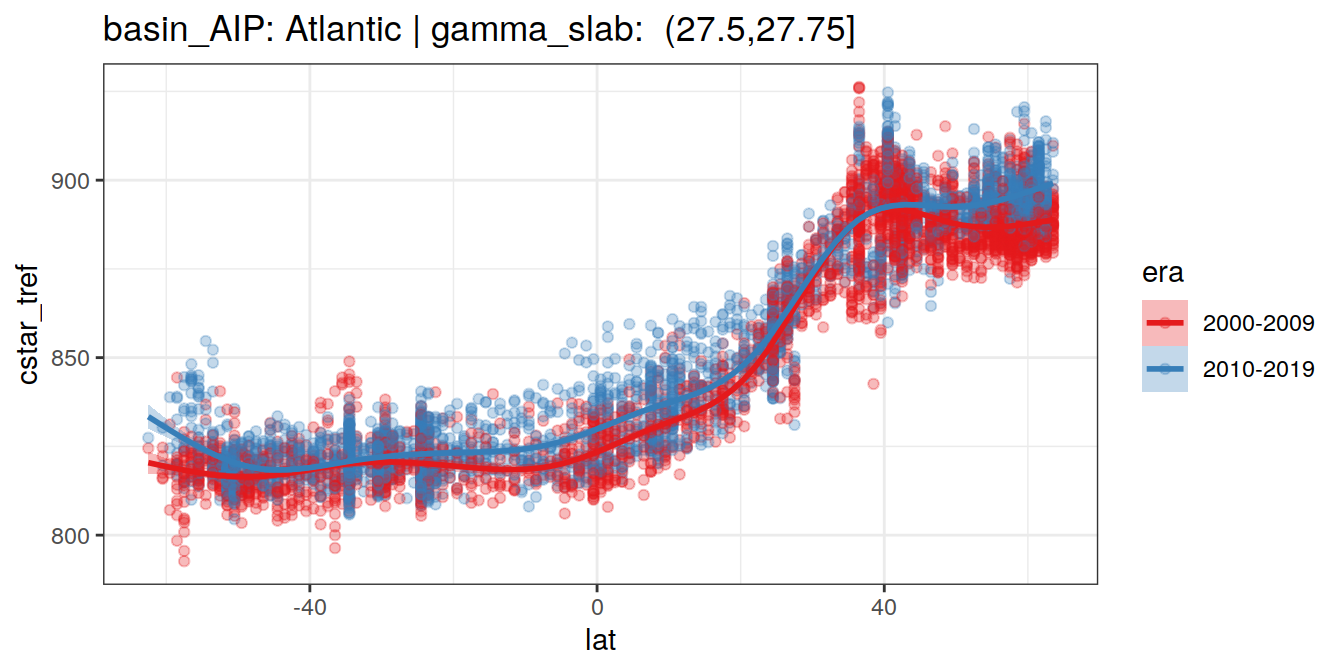 basin_AIP: Atlantic | gamma_slab:  (27.5,27.75]
cstar_tref
900
850
800
-40
0
40
lat
era
2000-2009
2010-2019